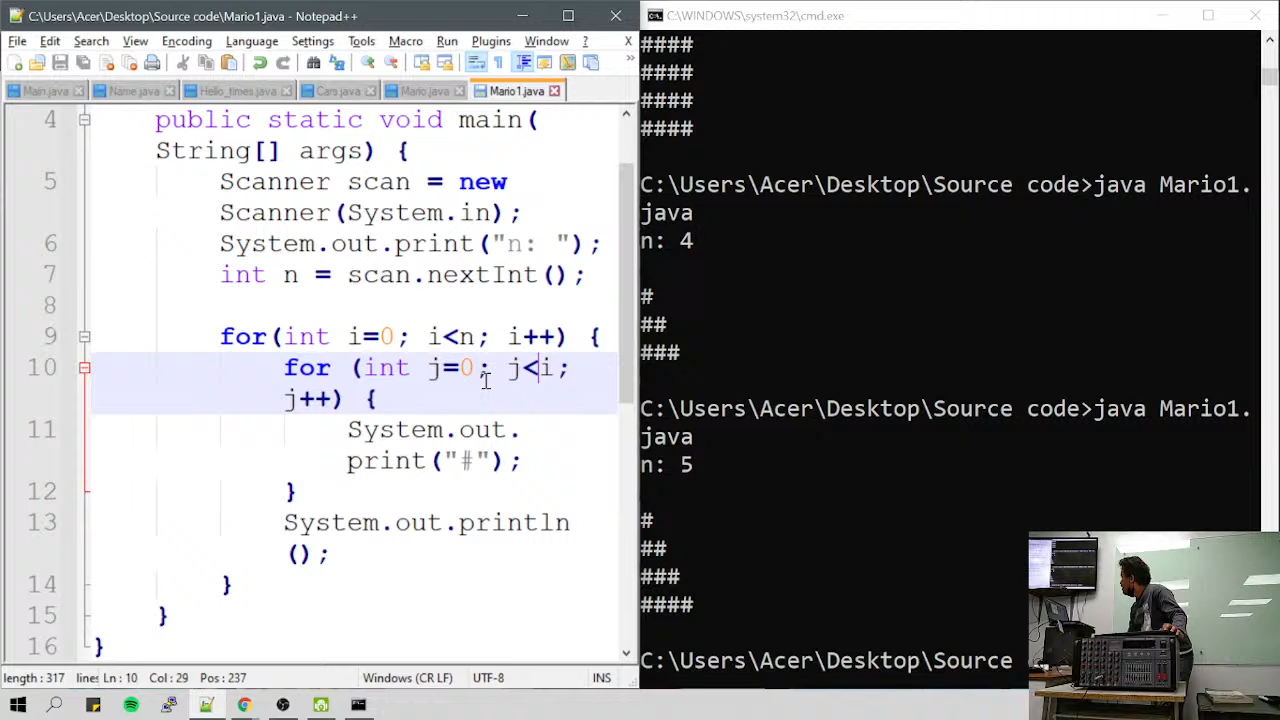 C:\Users\Acer\Desktop\Source code\Mario1.java - Notepad++
File Edit Search View Encoding Language Settings Tools Macro Run Plugins Window ? X
Main.java Name.java Hello_times.java Cars.java Mario.java Mario1.java
4 public static void main(
String[] args) {
5 Scanner scan = new
Scanner(System.in);
6 System.out.print("n: ");
7 int n = scan.nextInt();
8
9 for(int i=0; i<n; i++) {
10 for (int j=0; j<i;
j++) {
11 System.out.
print("#");
12 }
13 System.out.println
();
14 }
15 }
16 }
length : 317 lines Ln : 10 Col : 29 Pos : 237 Windows (CR LF) UTF-8 INS
C:\WINDOWS\system32\cmd.exe
####
####
####
####
C:\Users\Acer\Desktop\Source code>java Mario1.
java
n: 4
#
##
###
C:\Users\Acer\Desktop\Source code>java Mario1.
java
n: 5
#
##
###
####
C:\Users\Acer\Desktop\Source